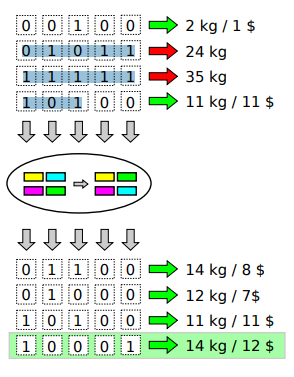 0 0 1 0 0 2 kg / 1 $
0 1 0 1 1 24 kg
1 1 1 1 1 35 kg
1 0 1 0 0 11 kg / 11 $
0 1 1 0 0 14 kg / 8 $
0 1 0 0 0 12 kg / 7$
1 0 1 0 0 11 kg / 11 $
1 0 0 0 1 14 kg / 12 $